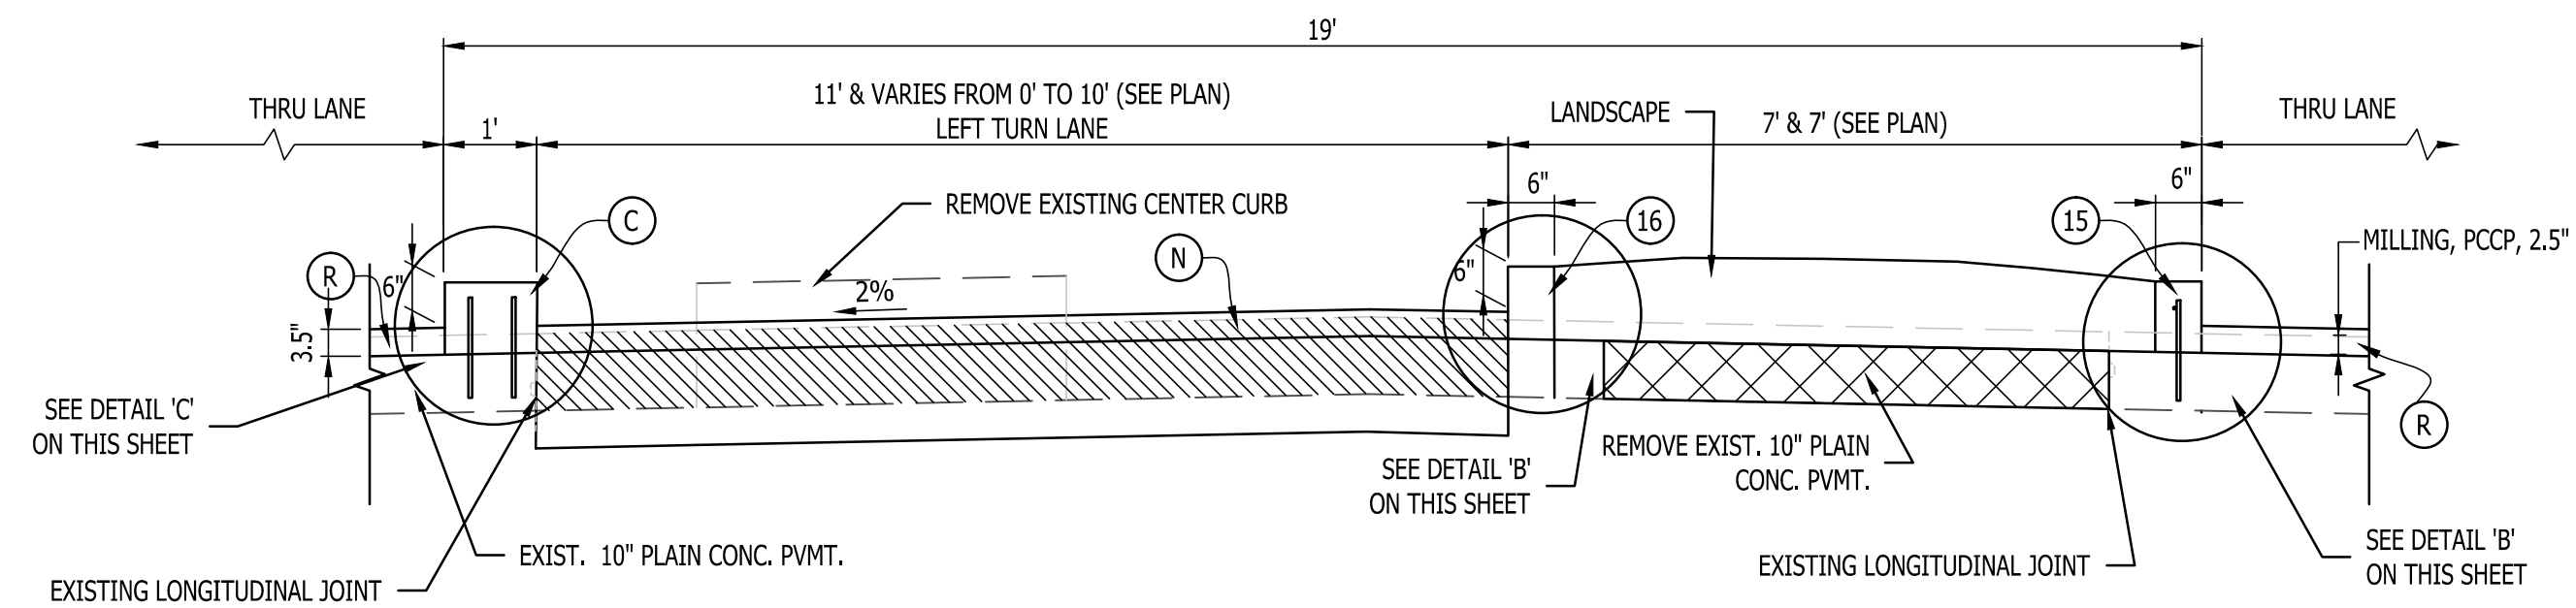 19'
THRU LANE
1'
11' & VARIES FROM 0' TO 10' (SEE PLAN)
LEFT TURN LANE
LANDSCAPE
7' & 7' (SEE PLAN)
THRU LANE
6"
6"
REMOVE EXISTING CENTER CURB
C
N
16
15
MILLING, PCCP, 2.5"
R
6"
2%
6"
3.5"
SEE DETAIL 'C'
ON THIS SHEET
R
SEE DETAIL 'B'
ON THIS SHEET
REMOVE EXIST. 10" PLAIN
CONC. PVMT.
EXIST. 10" PLAIN CONC. PVMT.
EXISTING LONGITUDINAL JOINT
EXISTING LONGITUDINAL JOINT
SEE DETAIL 'B'
ON THIS SHEET